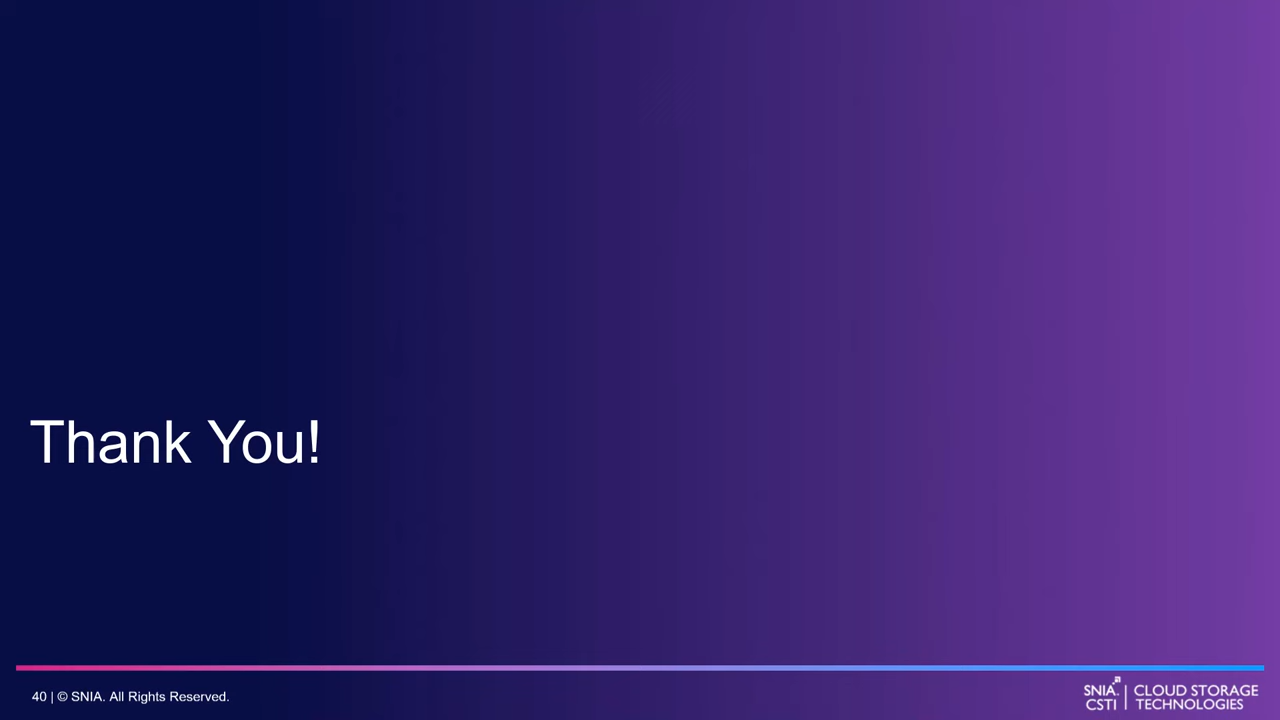 Thank You!
40 | © SNIA. All Rights Reserved.
SNIA. | CLOUD STORAGE
CSTI | TECHNOLOGIES